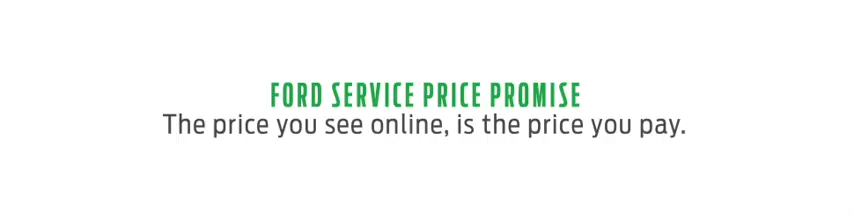 FORD SERVICE PRICE PROMISE
The price you see online, is the price you pay.